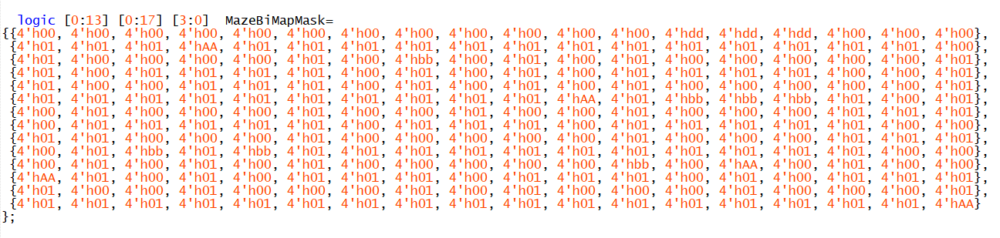 logic [0:13] [0:17] [3:0]  MazeBiMapMask=
{{4'h00, 4'h00, 4'h00, 4'h00, 4'h00, 4'h00, 4'h00, 4'h00, 4'h00, 4'h00, 4'h00, 4'h00, 4'hdd, 4'hdd, 4'hdd, 4'h00, 4'h00, 4'h00},
{4'h01, 4'h01, 4'h01, 4'hAA, 4'h01, 4'h01, 4'h01, 4'h01, 4'h01, 4'h01, 4'h01, 4'h01, 4'h01, 4'h01, 4'h01, 4'h01, 4'h01, 4'h00},
{4'h01, 4'h00, 4'h00, 4'h00, 4'h00, 4'h01, 4'h00, 4'hbb, 4'h00, 4'h01, 4'h00, 4'h01, 4'h00, 4'h00, 4'h00, 4'h00, 4'h00, 4'h01},
{4'h01, 4'h00, 4'h01, 4'h01, 4'h01, 4'h01, 4'h00, 4'h01, 4'h00, 4'h01, 4'h00, 4'h01, 4'h01, 4'h01, 4'h01, 4'h00, 4'h00, 4'h01},
{4'h01, 4'h00, 4'h01, 4'h00, 4'h01, 4'h00, 4'h00, 4'h01, 4'h00, 4'h01, 4'h00, 4'h01, 4'h00, 4'h00, 4'h00, 4'h00, 4'h00, 4'h01},
{4'h01, 4'h01, 4'h01, 4'h01, 4'h01, 4'h01, 4'h01, 4'h01, 4'h01, 4'h01, 4'hAA, 4'h01, 4'hbb, 4'hbb, 4'hbb, 4'h01, 4'h00, 4'h01},
{4'h00, 4'h00, 4'h01, 4'h00, 4'h00, 4'h00, 4'h01, 4'h00, 4'h00, 4'h00, 4'h00, 4'h01, 4'h00, 4'h00, 4'h00, 4'h01, 4'h01, 4'h01},
{4'h00, 4'h00, 4'h01, 4'h01, 4'h01, 4'h00, 4'h01, 4'h00, 4'h01, 4'h01, 4'h00, 4'h01, 4'h01, 4'h01, 4'h00, 4'h01, 4'h01, 4'h00},
{4'h01, 4'h01, 4'h01, 4'h00, 4'h00, 4'h00, 4'h01, 4'h00, 4'h00, 4'h00, 4'h00, 4'h01, 4'h00, 4'h00, 4'h00, 4'h01, 4'h01, 4'h01},
{4'h00, 4'h01, 4'hbb, 4'h01, 4'hbb, 4'h01, 4'h01, 4'h01, 4'h01, 4'h01, 4'h01, 4'h01, 4'h01, 4'h01, 4'h01, 4'h01, 4'h00, 4'h00},
{4'h00, 4'h01, 4'h00, 4'h01, 4'h00, 4'h00, 4'h01, 4'h00, 4'h00, 4'h00, 4'h00, 4'hbb, 4'h00, 4'hAA, 4'h00, 4'h01, 4'h00, 4'h00},
{4'hAA, 4'h01, 4'h00, 4'h01, 4'h01, 4'h01, 4'h01, 4'h01, 4'h00, 4'h01, 4'h01, 4'h01, 4'h00, 4'h01, 4'h01, 4'h01, 4'h01, 4'h01},
{4'h01, 4'h00, 4'h00, 4'h01, 4'h00, 4'h00, 4'h00, 4'h01, 4'h00, 4'h01, 4'h00, 4'h00, 4'h00, 4'h01, 4'h00, 4'h00, 4'h00, 4'h01},
{4'h01, 4'h01, 4'h01, 4'h01, 4'h01, 4'h01, 4'h01, 4'h01, 4'h01, 4'h01, 4'h01, 4'h01, 4'h01, 4'h01, 4'h01, 4'h01, 4'h01, 4'hAA}
};